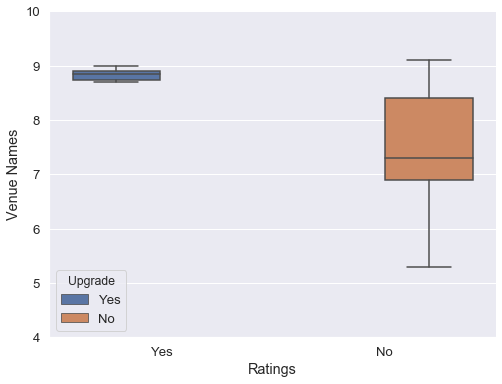 10
9
8
7
6
5
4
Venue Names
Upgrade
Yes
No
Yes No
Ratings